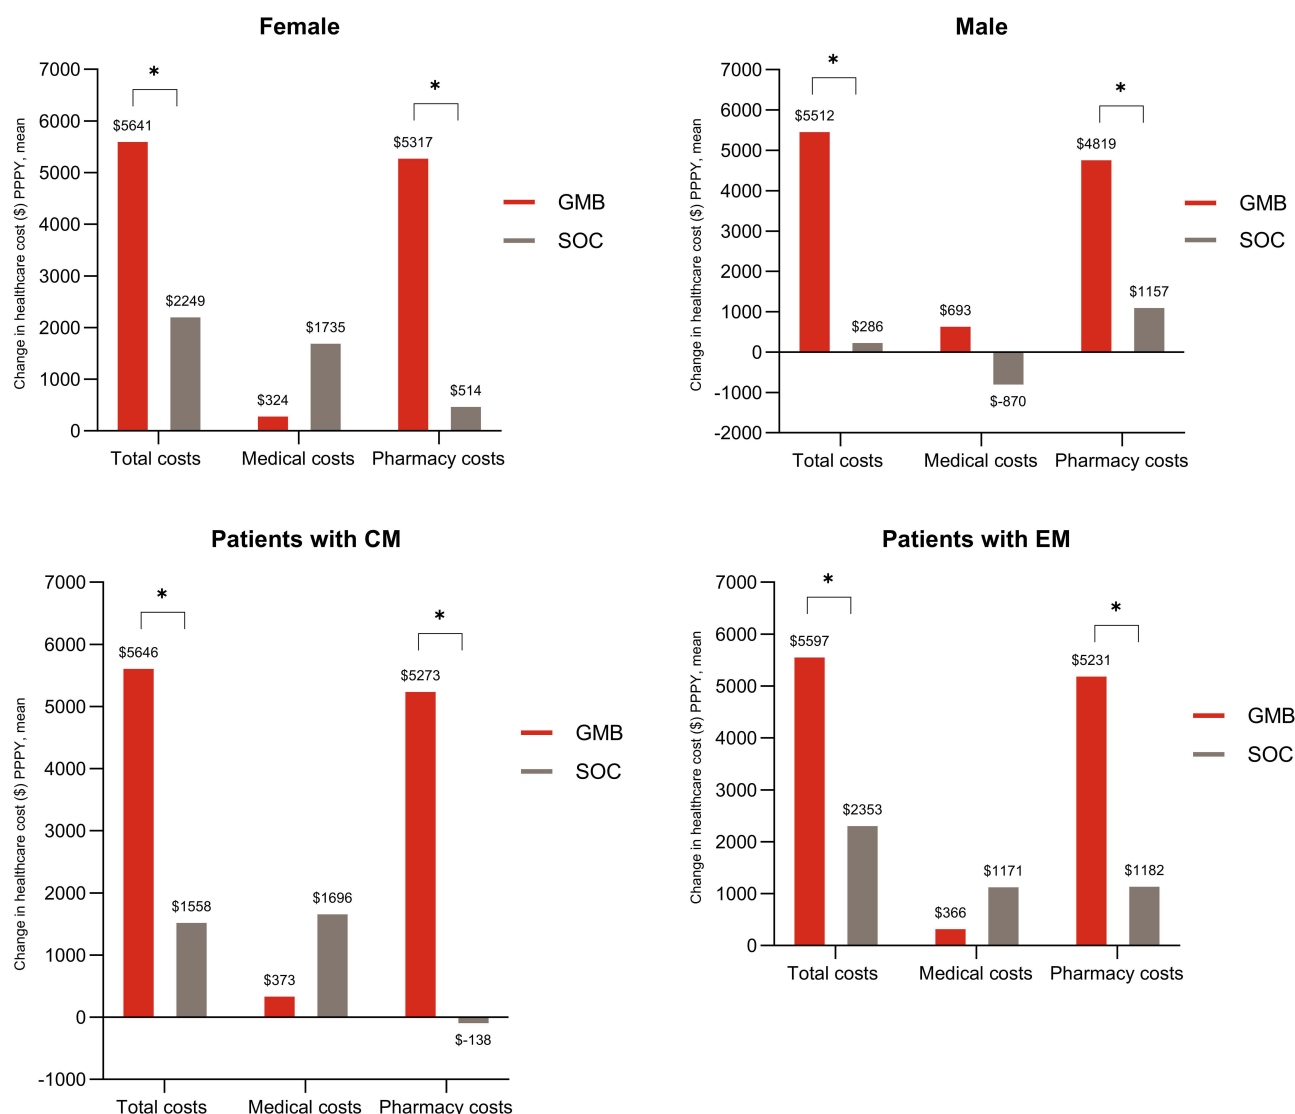 Female
Change in healthcare cost ($) PPPY, mean
7000
6000
5000
4000
3000
2000
1000
0
*
*
$5641
$2249
$324
$1735
$5317
$514
Total costs
Medical costs
Pharmacy costs
GMB
SOC
Male
Change in healthcare cost ($) PPPY, mean
7000
6000
5000
4000
3000
2000
1000
0
-1000
-2000
*
*
$5512
$286
$693
$-870
$4819
$1157
Total costs
Medical costs
Pharmacy costs
GMB
SOC
Patients with CM
Change in healthcare cost ($) PPPY, mean
7000
6000
5000
4000
3000
2000
1000
0
-1000
*
*
$5646
$1558
$373
$1696
$5273
$-138
Total costs
Medical costs
Pharmacy costs
GMB
SOC
Patients with EM
Change in healthcare cost ($) PPPY, mean
7000
6000
5000
4000
3000
2000
1000
0
*
*
$5597
$2353
$366
$1171
$5231
$1182
Total costs
Medical costs
Pharmacy costs
GMB
SOC